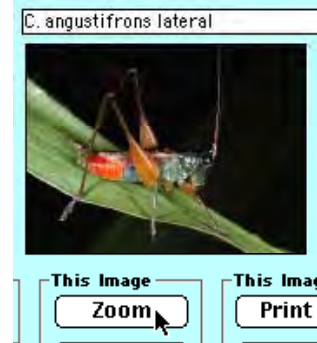 C. angustifrons lateral
This Image
This Imag
Zoom
Print